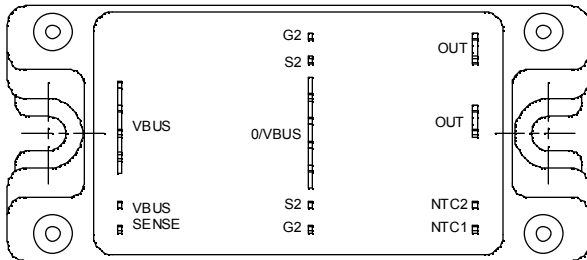 G2
S2
OUT
VBUS
0/VBUS
OUT
VBUS
SENSE
S2
G2
NTC2
NTC1